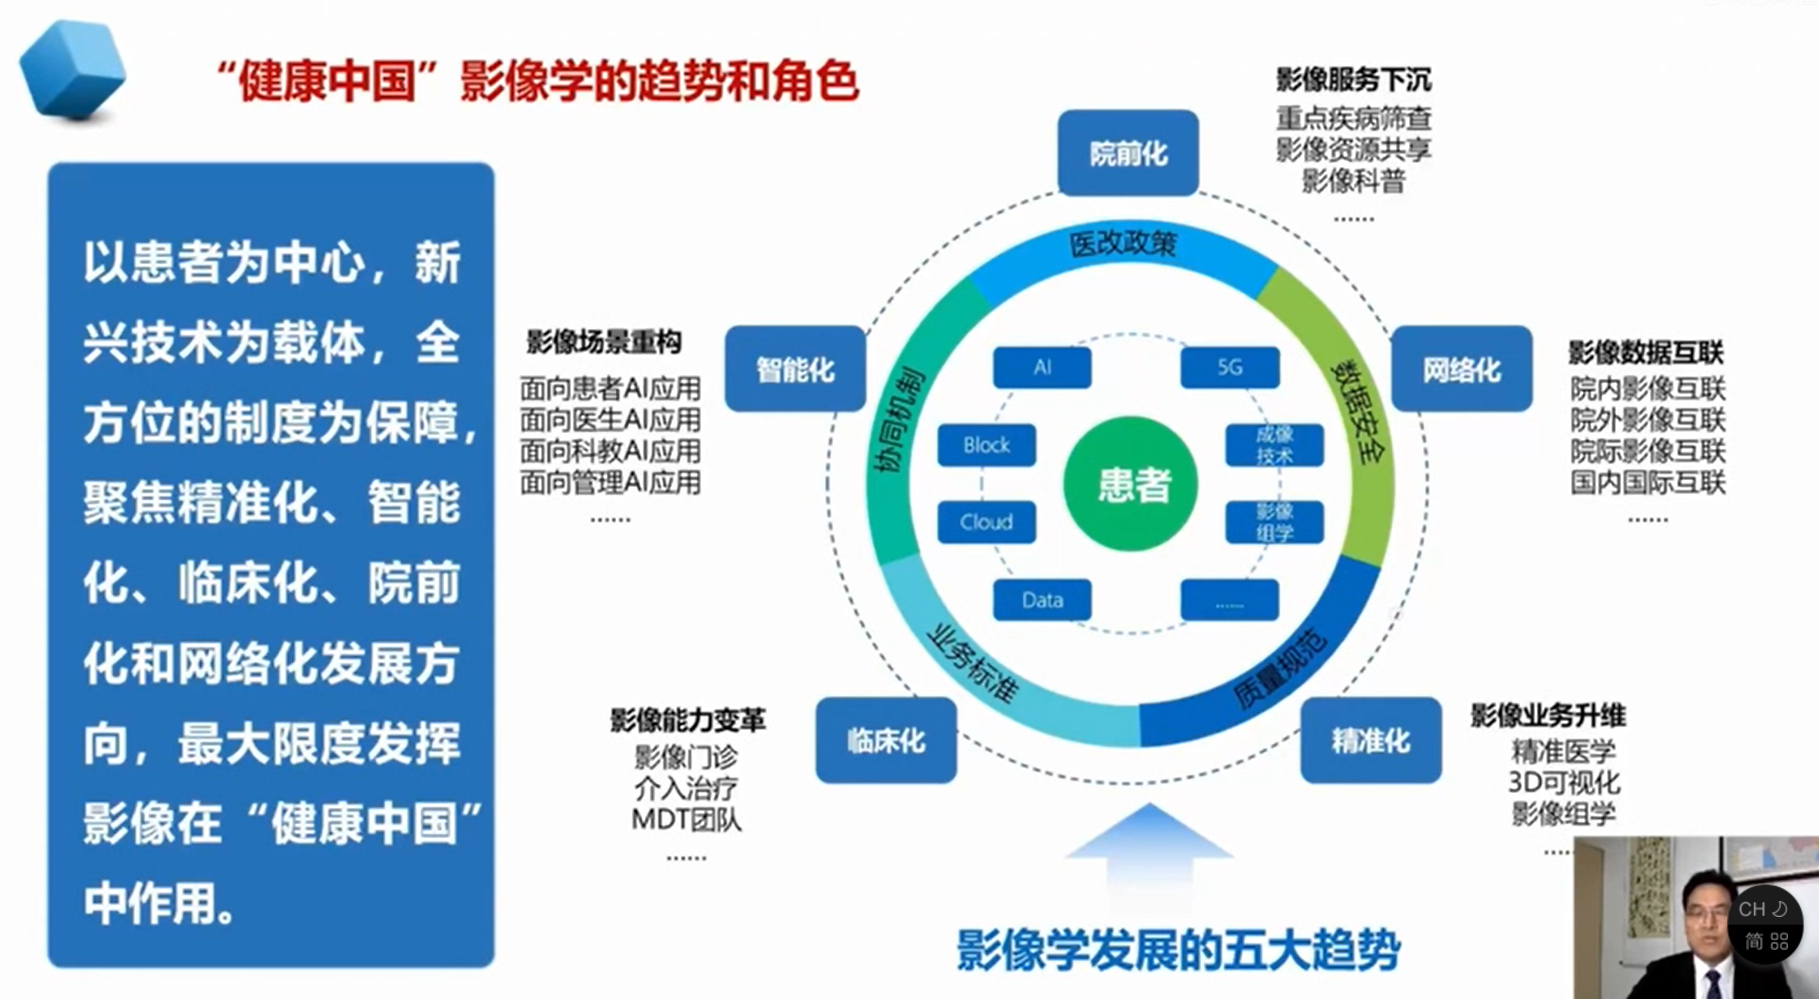 “健康中国”影像学的趋势和角色
以患者为中心，新
兴技术为载体，全
方位的制度为保障，
聚焦精准化、智能
化、临床化、院前
化和网络化发展方
向，最大限度发挥
影像在“健康中国”
中作用。
院前化
影像服务下沉
重点疾病筛查
影像资源共享
影像科普
......
智能化
影像场景重构
面向患者AI应用
面向医生AI应用
面向科教AI应用
面向管理AI应用
......
网络化
影像数据互联
院内影像互联
院外影像互联
院际影像互联
国内国际互联
......
医改政策
协同机制
数据安全
业务标准
质量规范
AI
5G
Block
成像
技术
患者
Cloud
影像
组学
Data
......
临床化
影像能力变革
影像门诊
介入治疗
MDT团队
......
精准化
影像业务升维
精准医学
3D可视化
影像组学
......
影像学发展的五大趋势
CH
简